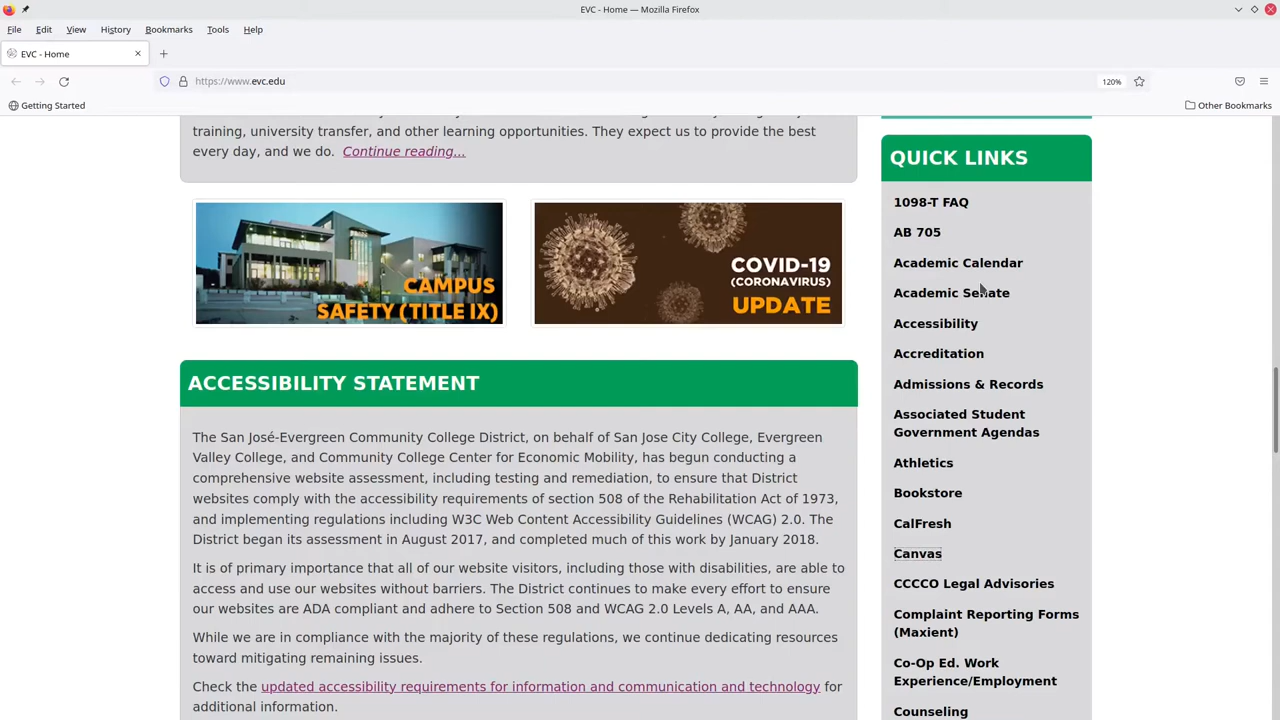 EVC - Home — Mozilla Firefox
File Edit View History Bookmarks Tools Help
EVC - Home
https://www.evc.edu
120%
Getting Started
Other Bookmarks
training, university transfer, and other learning opportunities. They expect us to provide the best
every day, and we do. Continue reading...
CAMPUS
SAFETY (TITLE IX)
COVID-19
(CORONAVIRUS)
UPDATE
ACCESSIBILITY STATEMENT
The San José-Evergreen Community College District, on behalf of San Jose City College, Evergreen
Valley College, and Community College Center for Economic Mobility, has begun conducting a
comprehensive website assessment, including testing and remediation, to ensure that District
websites comply with the accessibility requirements of section 508 of the Rehabilitation Act of 1973,
and implementing regulations including W3C Web Content Accessibility Guidelines (WCAG) 2.0. The
District began its assessment in August 2017, and completed much of this work by January 2018.
It is of primary importance that all of our website visitors, including those with disabilities, are able to
access and use our websites without barriers. The District continues to make every effort to ensure
our websites are ADA compliant and adhere to Section 508 and WCAG 2.0 Levels A, AA, and AAA.
While we are in compliance with the majority of these regulations, we continue dedicating resources
toward mitigating remaining issues.
Check the updated accessibility requirements for information and communication and technology for
additional information.
QUICK LINKS
1098-T FAQ
AB 705
Academic Calendar
Academic Senate
Accessibility
Accreditation
Admissions & Records
Associated Student
Government Agendas
Athletics
Bookstore
CalFresh
Canvas
CCCCO Legal Advisories
Complaint Reporting Forms
(Maxient)
Co-Op Ed. Work
Experience/Employment
Counseling